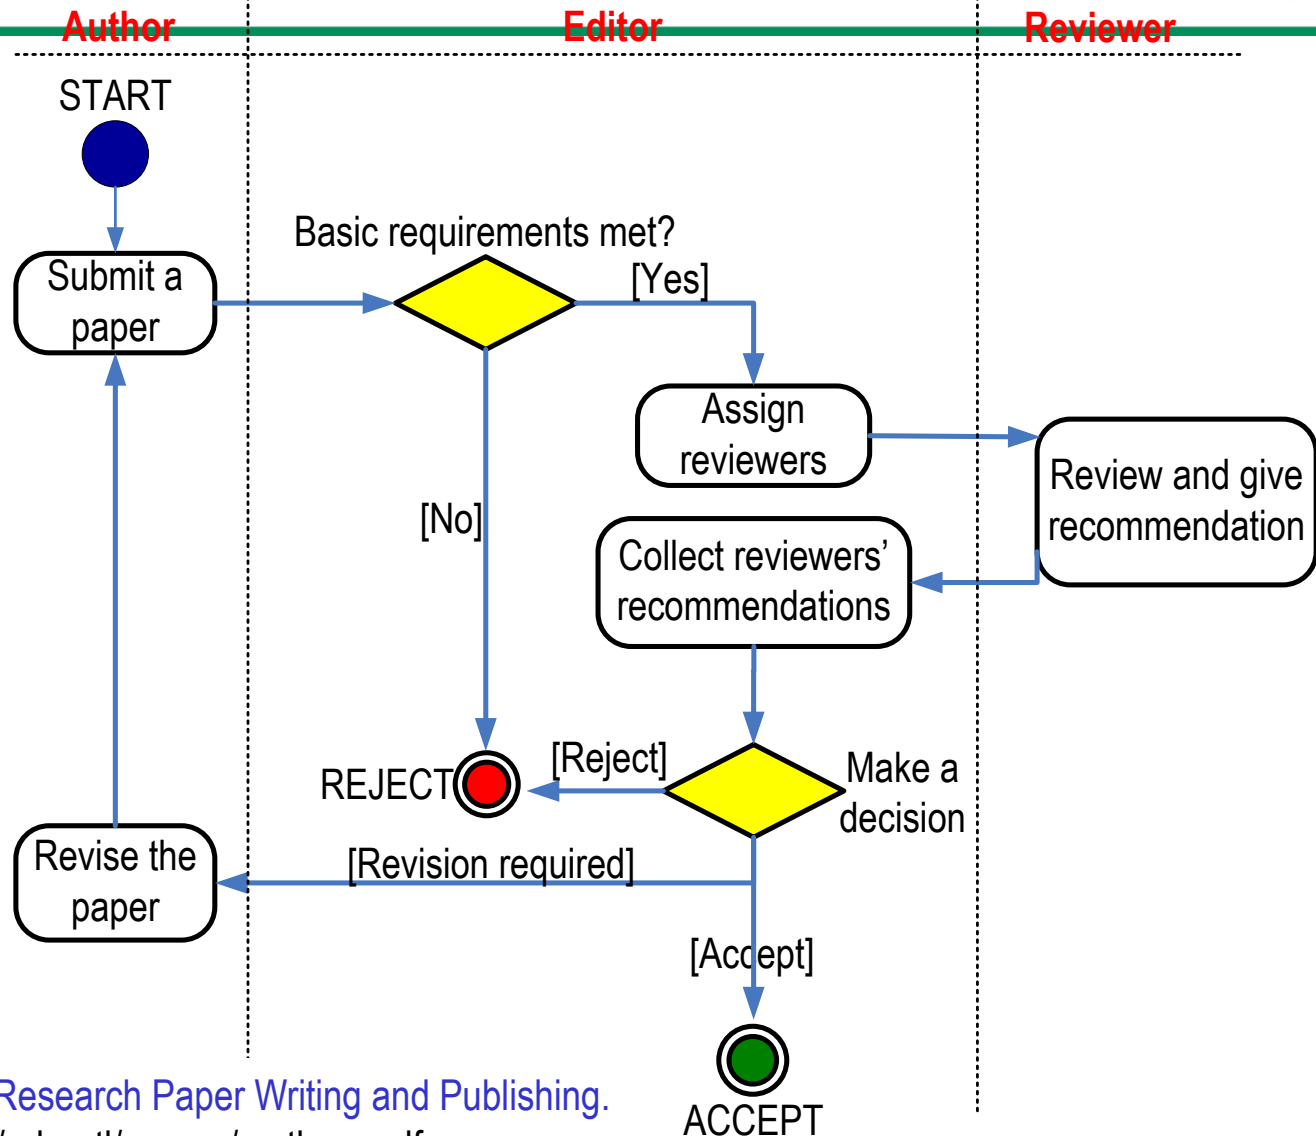 Author
Editor
Reviewer
START
Submit a
paper
Basic requirements met?
[Yes]
Assign
reviewers
Review and give
recommendation
[No]
Collect reviewers'
recommendations
REJECT
[Reject]
Make a
decision
Revise the
paper
[Revision required]
[Accept]
ACCEPT
Research Paper Writing and Publishing.